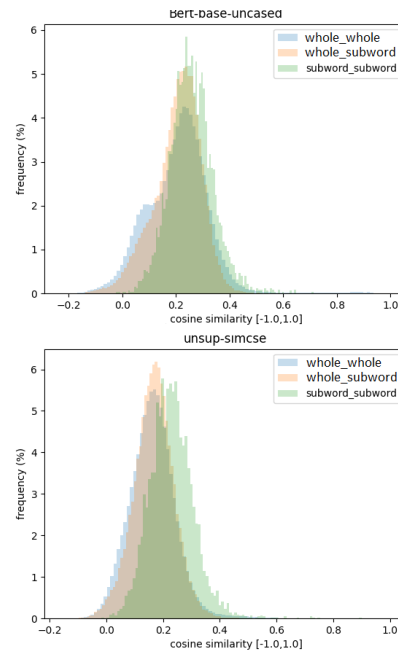 Bert-base-uncased
whole_whole
whole_subword
subword_subword
frequency (%)
6
5
4
3
2
1
0
−0.2 0.0 0.2 0.4 0.6 0.8 1.0
cosine similarity [-1.0,1.0]
unsup-simcse
whole_whole
whole_subword
subword_subword
frequency (%)
6
5
4
3
2
1
0
−0.2 0.0 0.2 0.4 0.6 0.8 1.0
cosine similarity [-1.0,1.0]